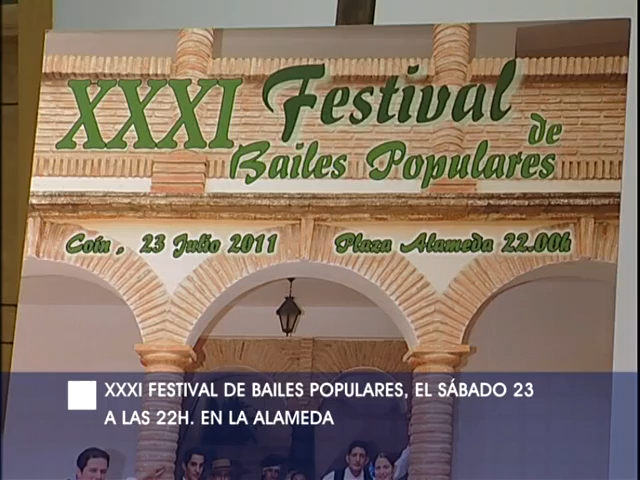 XXXI Festival de
Bailes Populares
Coín, 23 Julio 2011 Plaza Alameda 22.00h
XXXI FESTIVAL DE BAILES POPULARES, EL SÁBADO 23
A LAS 22H. EN LA ALAMEDA